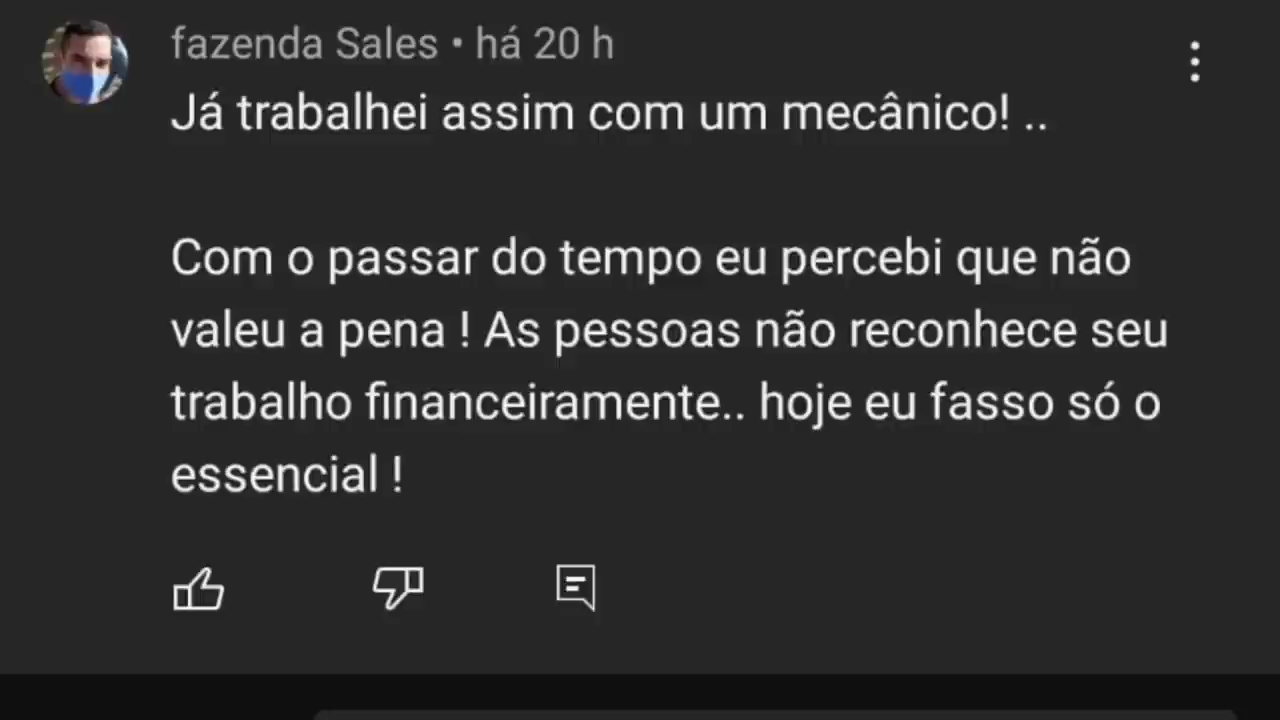 fazenda Sales • há 20 h
Já trabalhei assim com um mecânico! ..
Com o passar do tempo eu percebi que não
valeu a pena ! As pessoas não reconhece seu
trabalho financeiramente.. hoje eu fasso só o
essencial !